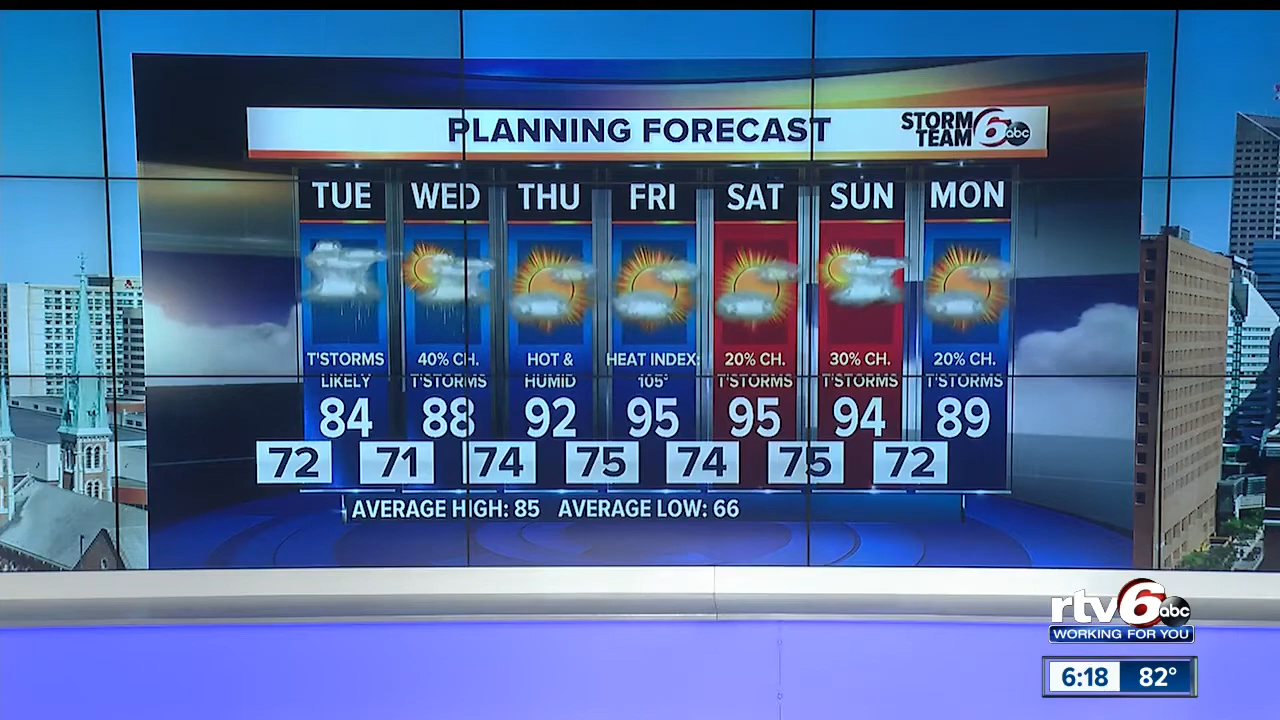 PLANNING FORECAST
STORM TEAM 6 abc
TUE WED THU FRI SAT SUN MON
T'STORMS 40% CH. HOT & HEAT INDEX: 20% CH. 30% CH. 20% CH.
LIKELY T'STORMS HUMID 105° T'STORMS T'STORMS T'STORMS
84 88 92 95 95 94 89
72 71 74 75 74 75 72
AVERAGE HIGH: 85 AVERAGE LOW: 66
rtv6 abc
WORKING FOR YOU
6:18 82°